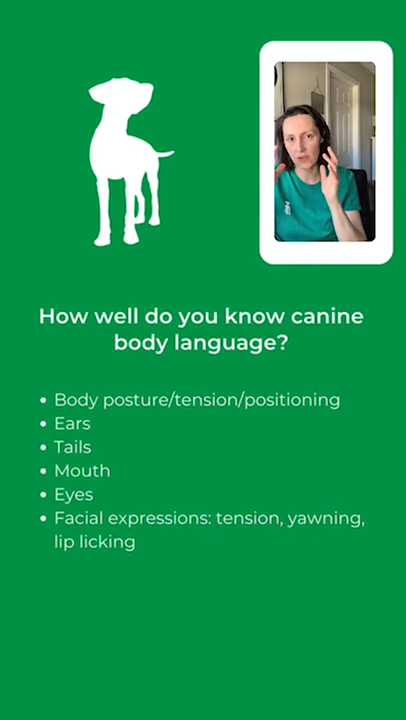 How well do you know canine
body language?
• Body posture/tension/positioning
• Ears
• Tails
• Mouth
• Eyes
• Facial expressions: tension, yawning,
lip licking